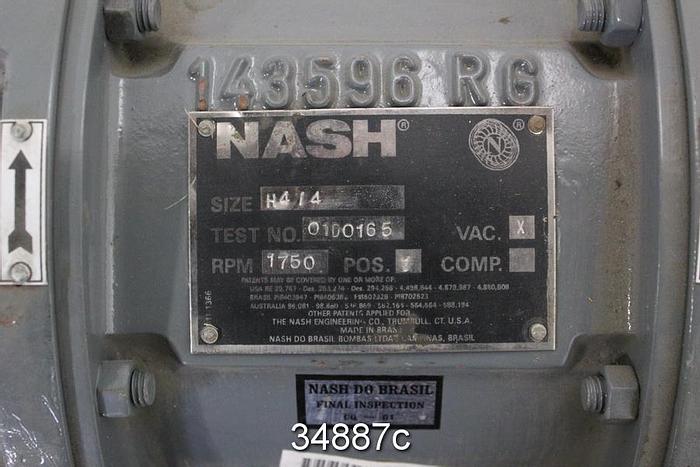 143596 RG
NASH®
®
N
SIZE H4/4
TEST NO. 0100165 VAC. X
RPM 1750 POS. COMP.
PATENTS MAY BE COVERED BY ONE OR MORE OF:
OTHER PATENTS APPLIED FOR
THE NASH ENGINEERING CO., TRUMBULL, CT. U.S.A.
MADE IN BRASIL
NASH DO BRASIL BOMBAS LTDA. CAMPINAS, BRASIL
NASH DO BRASIL
FINAL INSPECTION
34887c